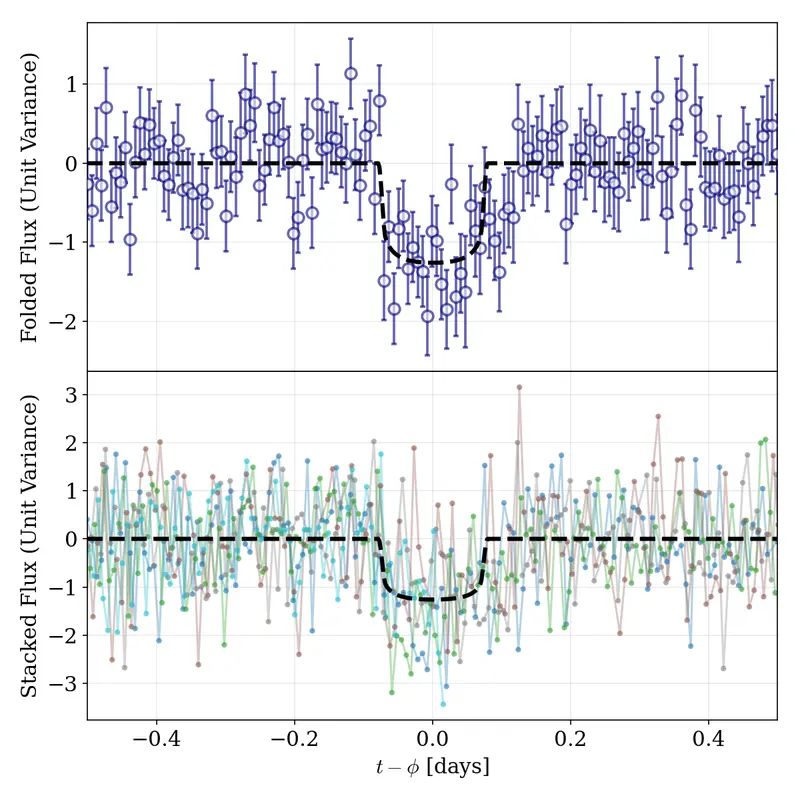 Folded Flux (Unit Variance)
1
0
−1
−2
Stacked Flux (Unit Variance)
3
2
1
0
−1
−2
−3
−0.4 −0.2 0.0 0.2 0.4
t − ϕ [days]